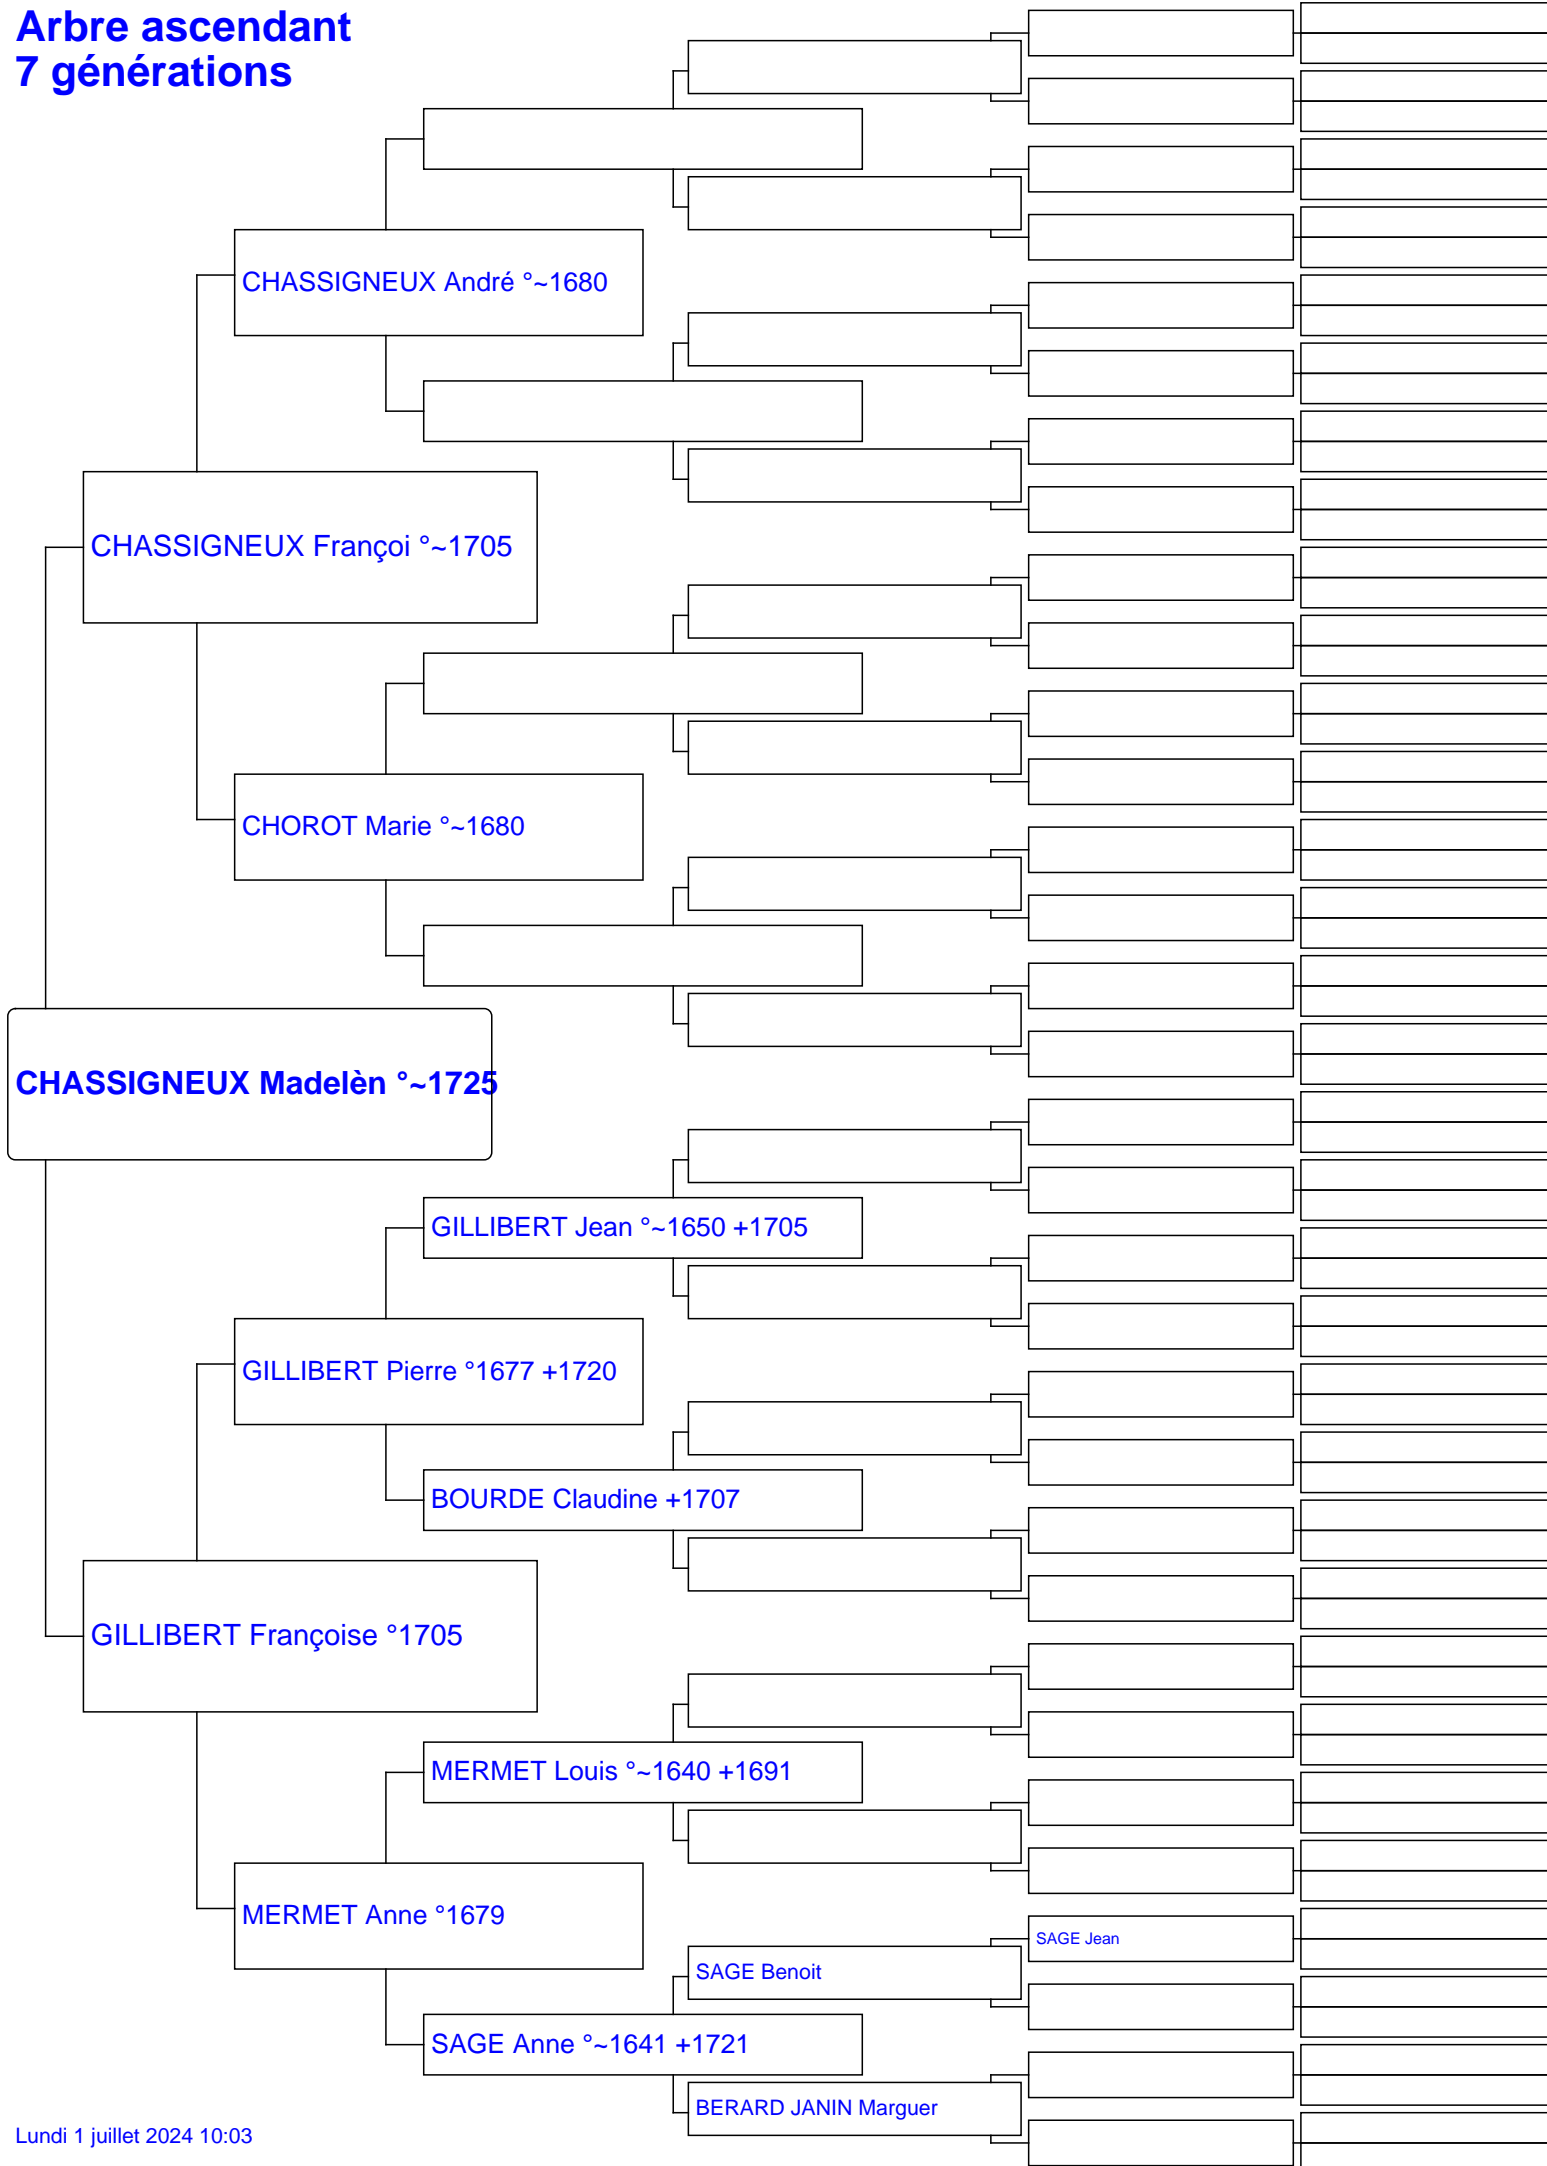 Arbre ascendant
7 générations
CHASSIGNEUX André °~1680
CHASSIGNEUX Françoi °~1705
CHOROT Marie °~1680
CHASSIGNEUX Madelèn °~1725
GILLIBERT Jean °~1650 +1705
GILLIBERT Pierre °1677 +1720
BOURDE Claudine +1707
GILLIBERT Françoise °1705
MERMET Louis °~1640 +1691
MERMET Anne °1679
SAGE Jean
SAGE Benoit
SAGE Anne °~1641 +1721
BERARD JANIN Marguer
Lundi 1 juillet 2024 10:03